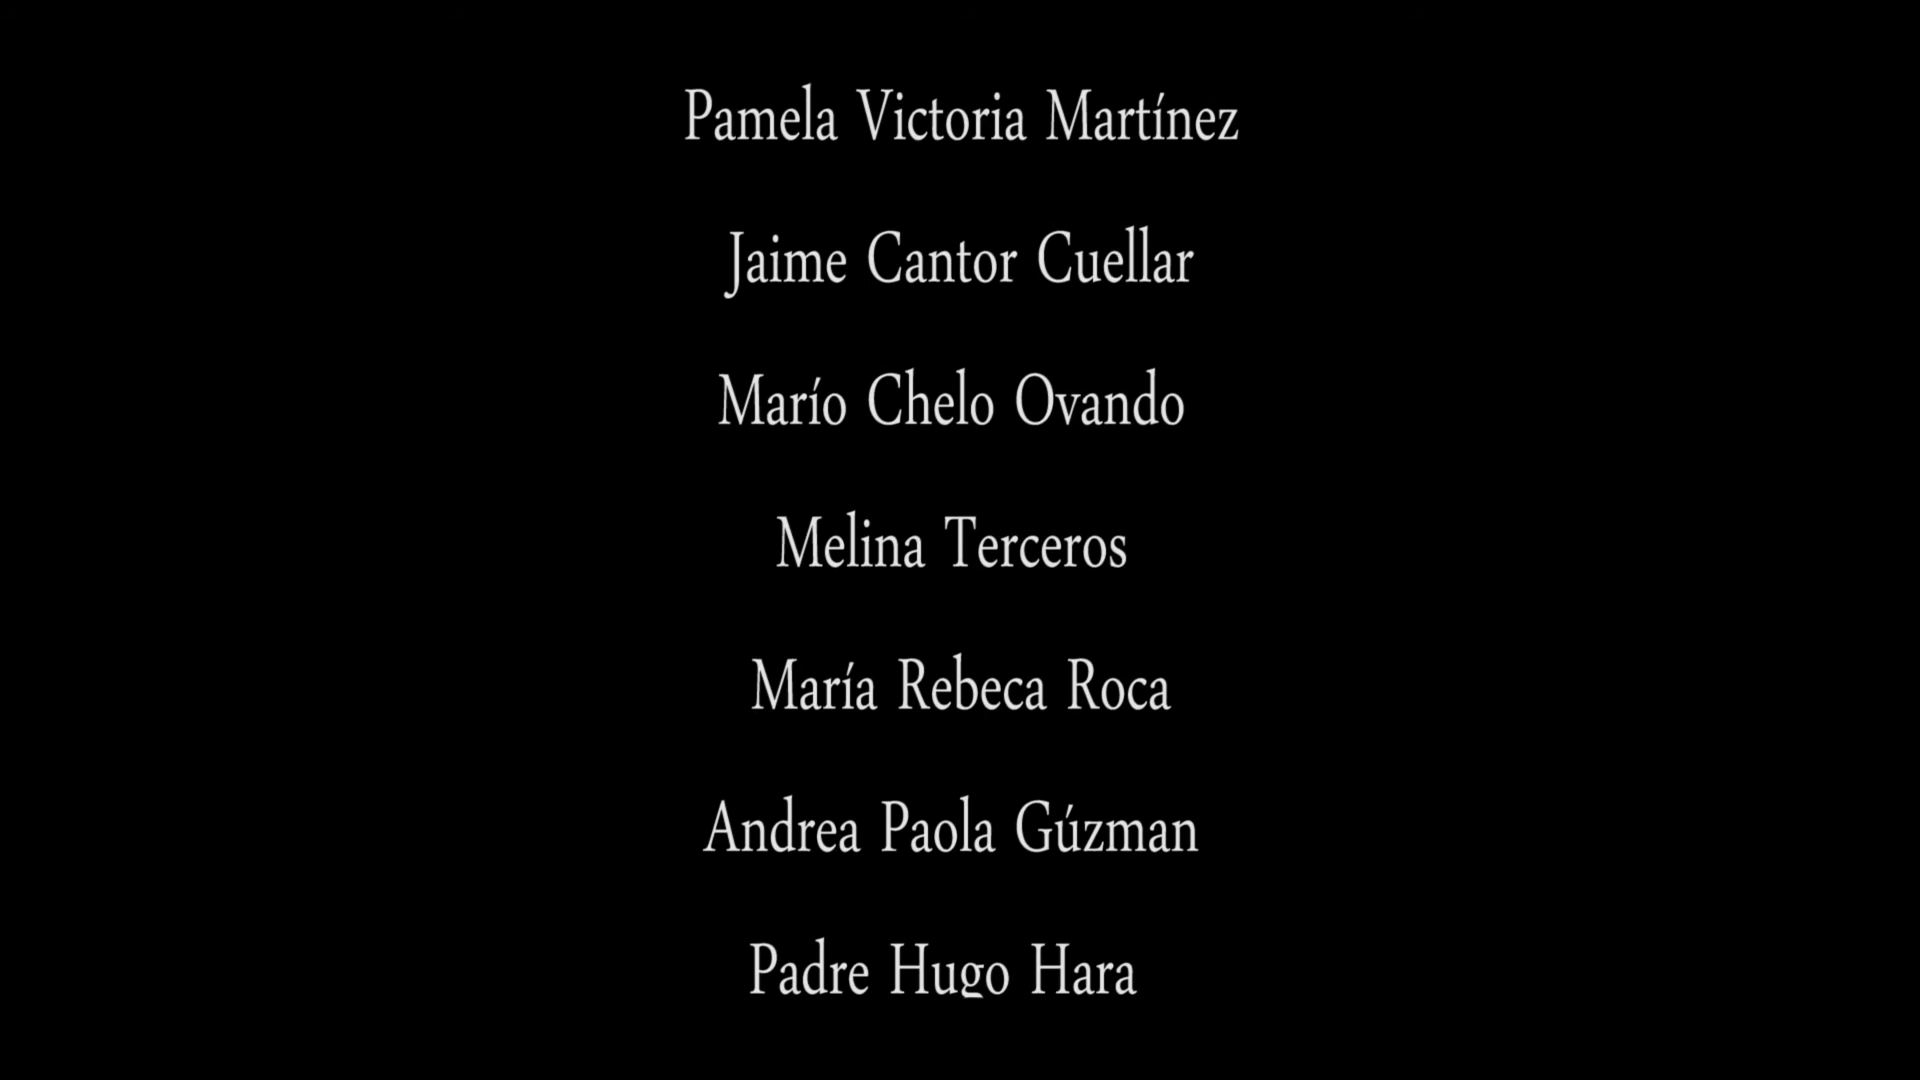 Pamela Victoria Martínez
Jaime Cantor Cuellar
Marío Chelo Ovando
Melina Terceros
María Rebeca Roca
Andrea Paola Gúzman
Padre Hugo Hara